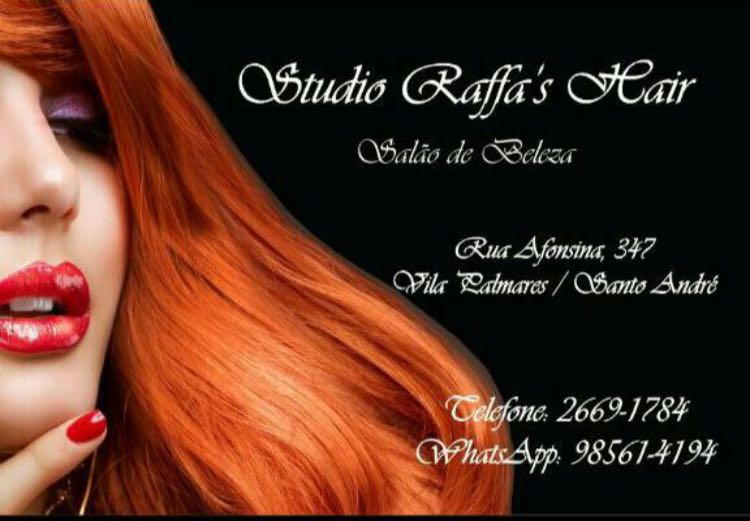 Studio Raffa's Hair
Salão de Beleza
Rua Afonsina, 347
Vila Palmares / Santo André
Telefone: 2669-1784
WhatsApp: 98561-4194